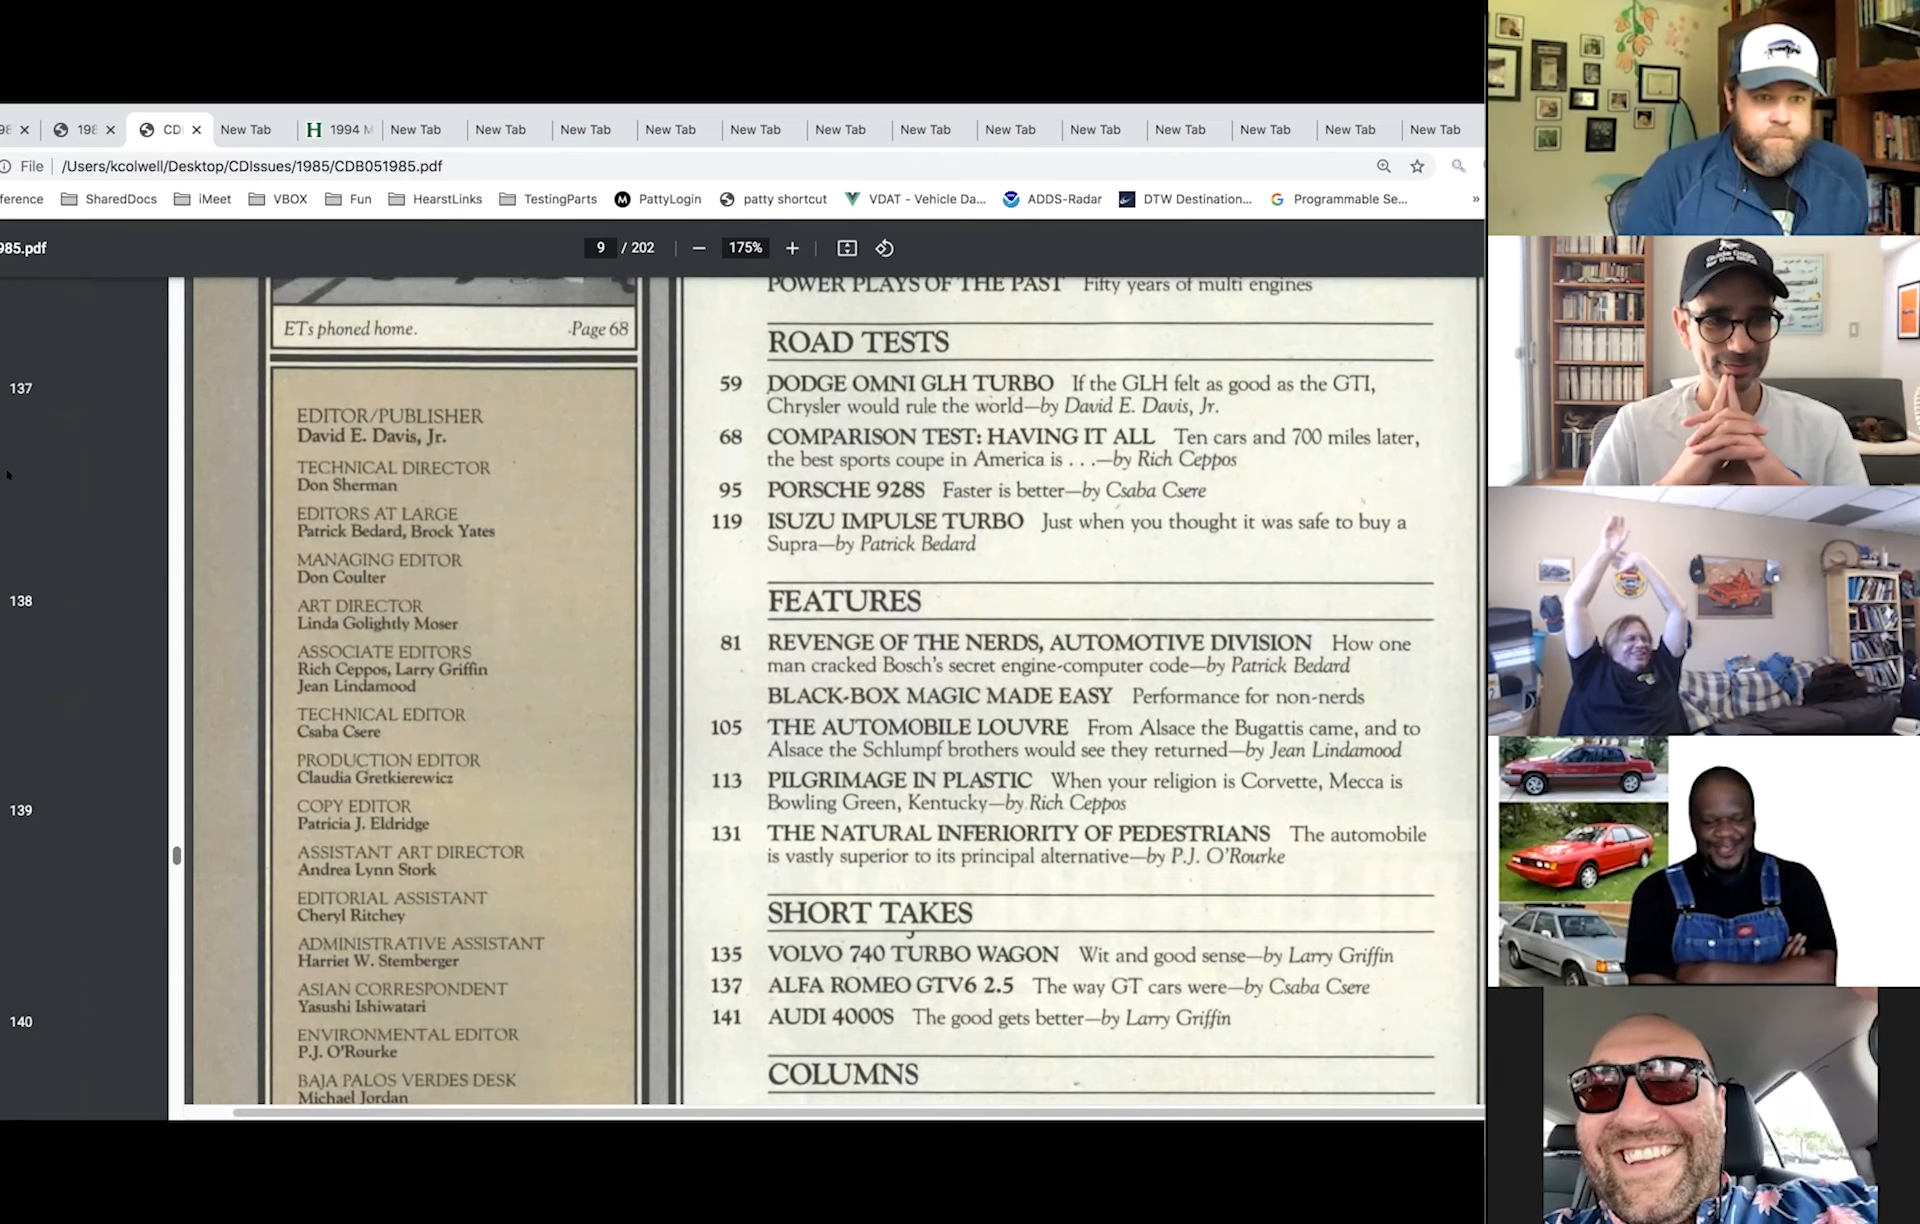 198
CD
1994 M
New Tab
New Tab
New Tab
New Tab
New Tab
New Tab
New Tab
New Tab
New Tab
New Tab
New Tab
New Tab
New Tab
New Tab
File /Users/kcolwell/Desktop/CDIssues/1985/CDB051985.pdf
ference SharedDocs iMeet VBOX Fun HearstLinks TestingParts PattyLogin patty shortcut VDAT - Vehicle Da... ADDS-Radar DTW Destination... Programmable Se... »
985.pdf
9 / 202 — 175% +
137
138
139
140
ETs phoned home. Page 68
EDITOR/PUBLISHER
David E. Davis, Jr.
TECHNICAL DIRECTOR
Don Sherman
EDITORS AT LARGE
Patrick Bedard, Brock Yates
MANAGING EDITOR
Don Coulter
ART DIRECTOR
Linda Golightly Moser
ASSOCIATE EDITORS
Rich Ceppos, Larry Griffin
Jean Lindamood
TECHNICAL EDITOR
Csaba Csere
PRODUCTION EDITOR
Claudia Gretkierewicz
COPY EDITOR
Patricia J. Eldridge
ASSISTANT ART DIRECTOR
Andrea Lynn Stork
EDITORIAL ASSISTANT
Cheryl Ritchey
ADMINISTRATIVE ASSISTANT
Harriet W. Stemberger
ASIAN CORRESPONDENT
Yasushi Ishiwatari
ENVIRONMENTAL EDITOR
P.J. O'Rourke
BAJA PALOS VERDES DESK
Michael Jordan
POWER PLAYS OF THE PAST Fifty years of multi engines
ROAD TESTS
59 DODGE OMNI GLH TURBO If the GLH felt as good as the GTI,
Chrysler would rule the world—by David E. Davis, Jr.
68 COMPARISON TEST: HAVING IT ALL Ten cars and 700 miles later,
the best sports coupe in America is . . .—by Rich Ceppos
95 PORSCHE 928S Faster is better—by Csaba Csere
119 ISUZU IMPULSE TURBO Just when you thought it was safe to buy a
Supra—by Patrick Bedard
FEATURES
81 REVENGE OF THE NERDS, AUTOMOTIVE DIVISION How one
man cracked Bosch's secret engine-computer code—by Patrick Bedard
BLACK-BOX MAGIC MADE EASY Performance for non-nerds
105 THE AUTOMOBILE LOUVRE From Alsace the Bugattis came, and to
Alsace the Schlumpf brothers would see they returned—by Jean Lindamood
113 PILGRIMAGE IN PLASTIC When your religion is Corvette, Mecca is
Bowling Green, Kentucky—by Rich Ceppos
131 THE NATURAL INFERIORITY OF PEDESTRIANS The automobile
is vastly superior to its principal alternative—by P.J. O'Rourke
SHORT TAKES
135 VOLVO 740 TURBO WAGON Wit and good sense—by Larry Griffin
137 ALFA ROMEO GTV6 2.5 The way GT cars were—by Csaba Csere
141 AUDI 4000S The good gets better—by Larry Griffin
COLUMNS
Guide Dogs
for the Blind